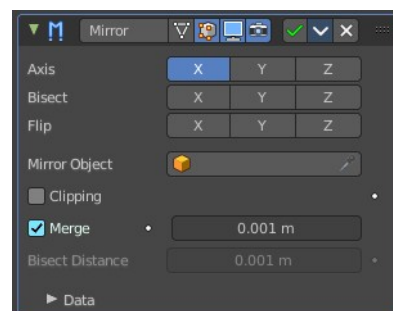 Mirror
Axis X Y Z
Bisect X Y Z
Flip X Y Z
Mirror Object
Clipping
Merge 0.001 m
Bisect Distance 0.001 m
Data